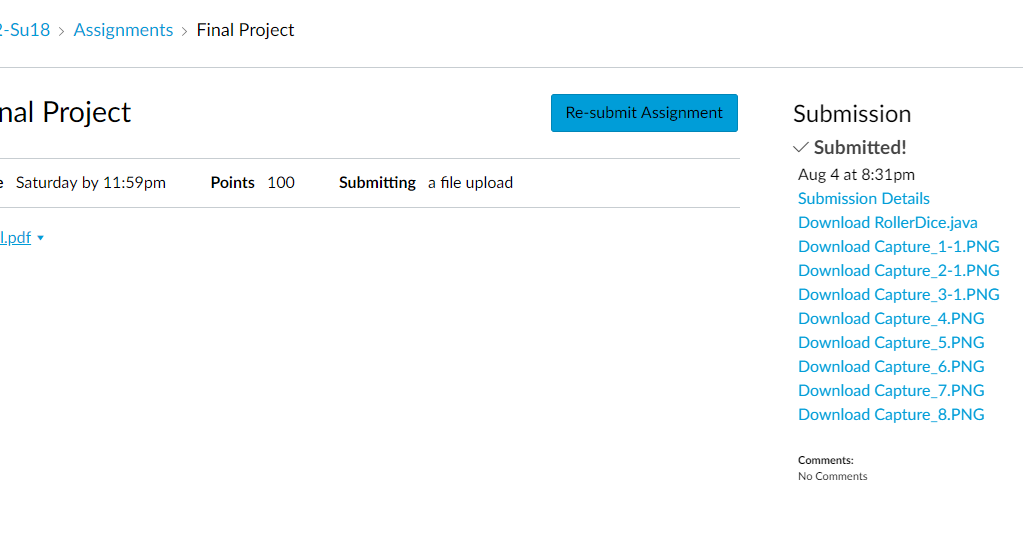 2-Su18 > Assignments > Final Project
nal Project
Re-submit Assignment
e Saturday by 11:59pm Points 100 Submitting a file upload
l.pdf
Submission
Submitted!
Aug 4 at 8:31pm
Submission Details
Download RollerDice.java
Download Capture_1-1.PNG
Download Capture_2-1.PNG
Download Capture_3-1.PNG
Download Capture_4.PNG
Download Capture_5.PNG
Download Capture_6.PNG
Download Capture_7.PNG
Download Capture_8.PNG
Comments:
No Comments